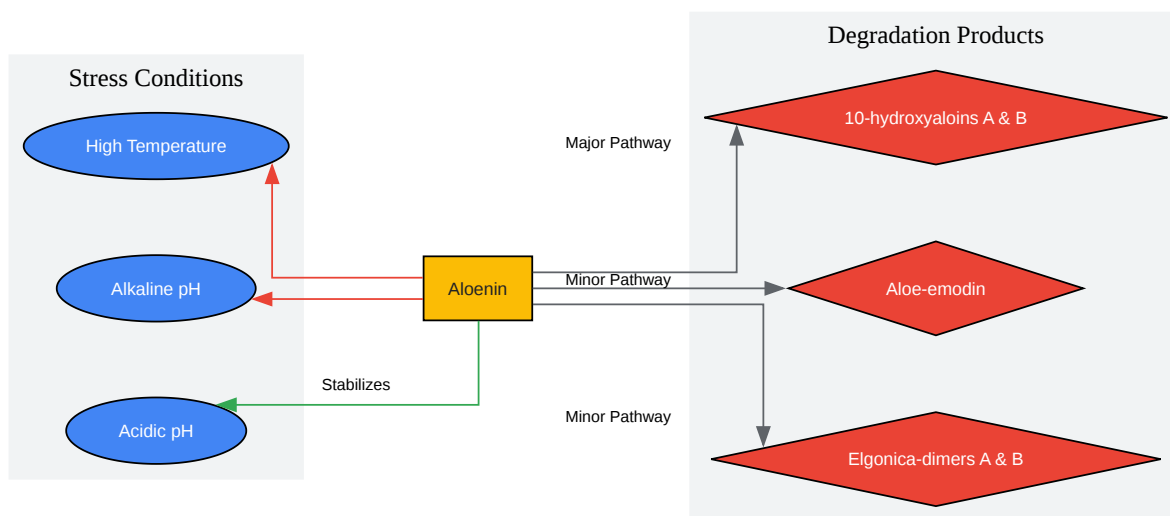 Stress Conditions
High Temperature
Alkaline pH
Acidic pH
Aloenin
Stabilizes
Major Pathway
Minor Pathway
Minor Pathway
Degradation Products
10-hydroxyaloins A & B
Aloe-emodin
Elgonica-dimers A & B